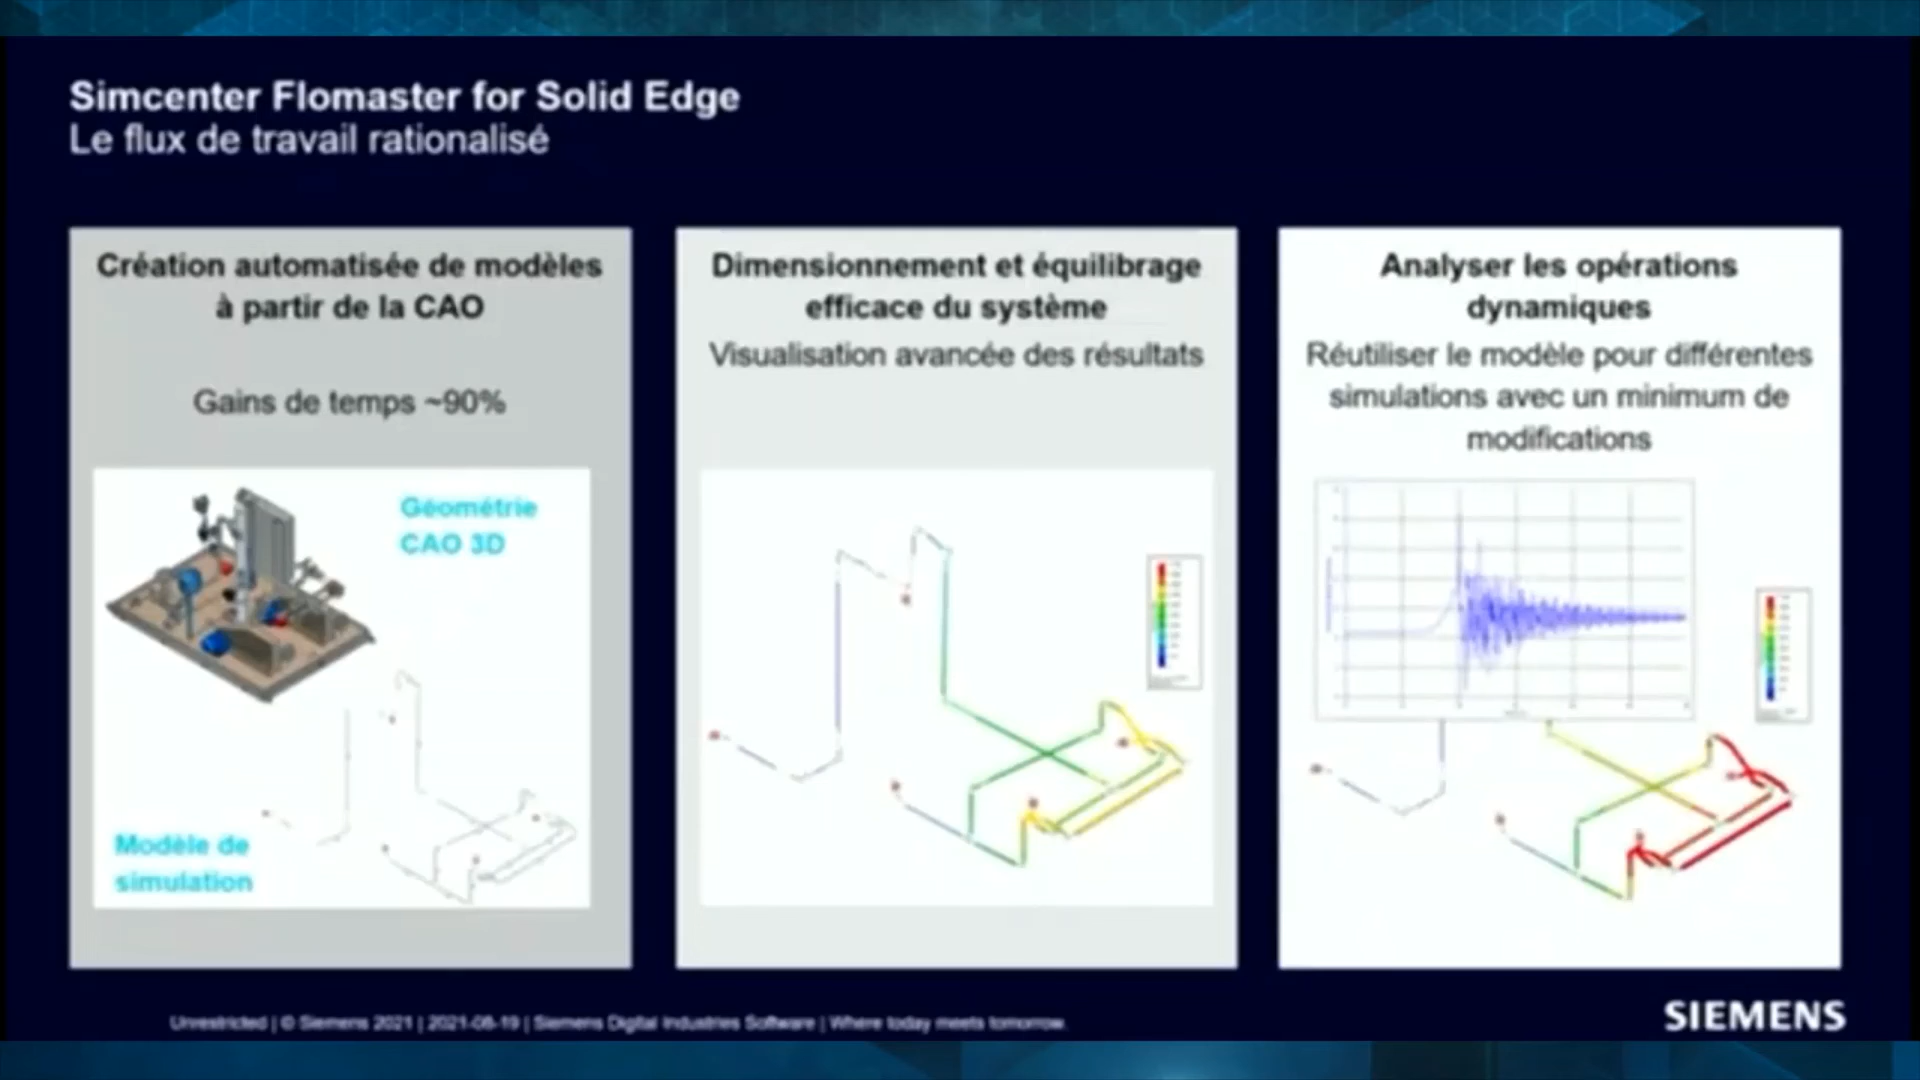 Simcenter Flomaster for Solid Edge
Le flux de travail rationalisé
Création automatisée de modèles
à partir de la CAO
Gains de temps ~90%
Géométrie
CAO 3D
Modèle de
simulation
Dimensionnement et équilibrage
efficace du système
Visualisation avancée des résultats
Analyser les opérations
dynamiques
Réutiliser le modèle pour différentes
simulations avec un minimum de
modifications
Unrestricted | © Siemens 2021 | 2021-08-19 | Siemens Digital Industries Software | Where today meets tomorrow.
SIEMENS